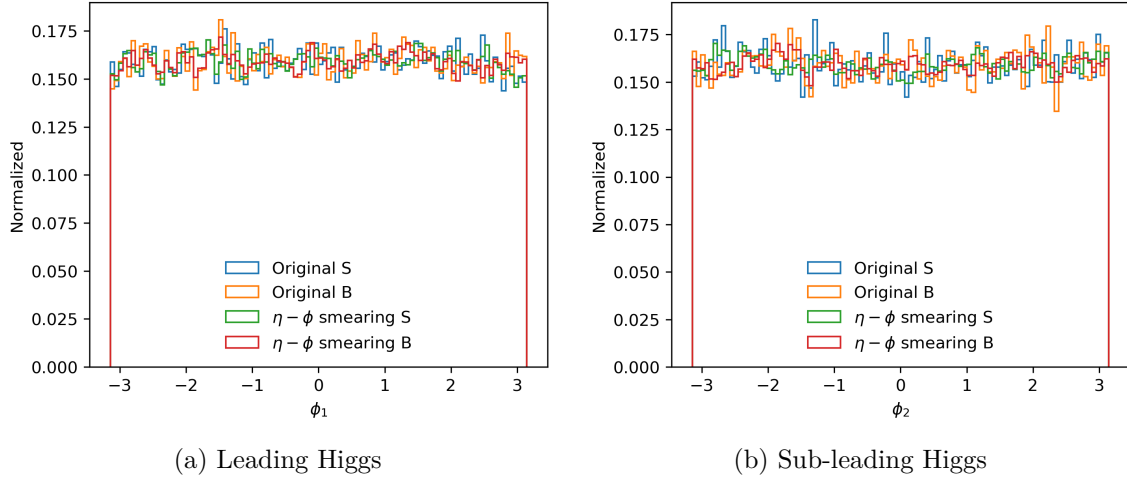 0.175
0.150
0.125
0.100
0.075
0.050
0.025
0.000
Normalized
Original S
Original B
η − ϕ smearing S
η − ϕ smearing B
−3 −2 −1 0 1 2 3
ϕ₁
(a) Leading Higgs
0.175
0.150
0.125
0.100
0.075
0.050
0.025
0.000
Normalized
Original S
Original B
η − ϕ smearing S
η − ϕ smearing B
−3 −2 −1 0 1 2 3
ϕ₂
(b) Sub-leading Higgs